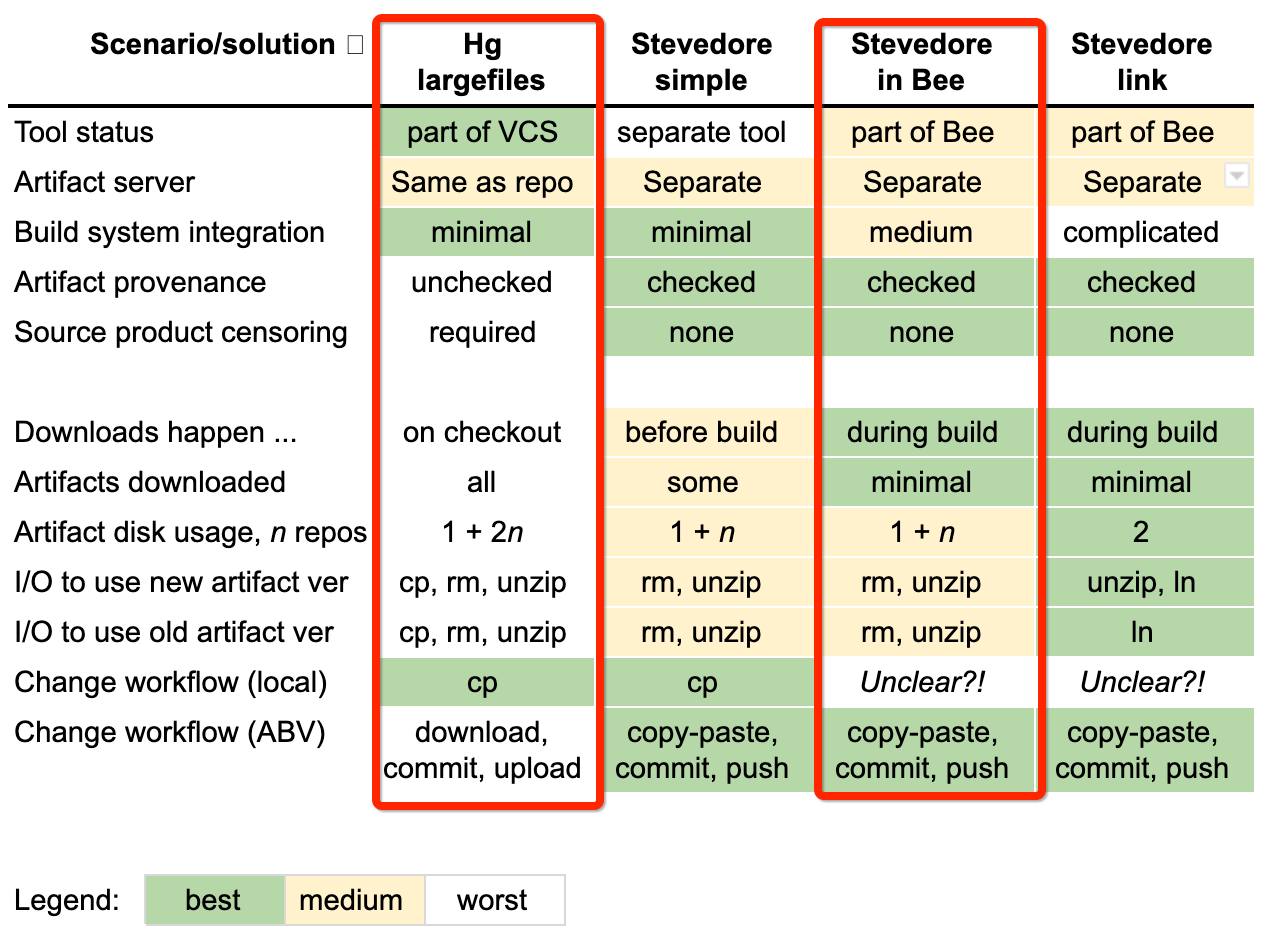 Scenario/solution Hg largefiles Stevedore simple Stevedore in Bee Stevedore link
Tool status part of VCS separate tool part of Bee part of Bee
Artifact server Same as repo Separate Separate Separate
Build system integration minimal minimal medium complicated
Artifact provenance unchecked checked checked checked
Source product censoring required none none none
Downloads happen ... on checkout before build during build during build
Artifacts downloaded all some minimal minimal
Artifact disk usage, n repos 1 + 2n 1 + n 1 + n 2
I/O to use new artifact ver cp, rm, unzip rm, unzip rm, unzip unzip, ln
I/O to use old artifact ver cp, rm, unzip rm, unzip rm, unzip ln
Change workflow (local) cp cp Unclear?! Unclear?!
Change workflow (ABV) download, commit, upload copy-paste, commit, push copy-paste, commit, push copy-paste, commit, push
Legend: best medium worst